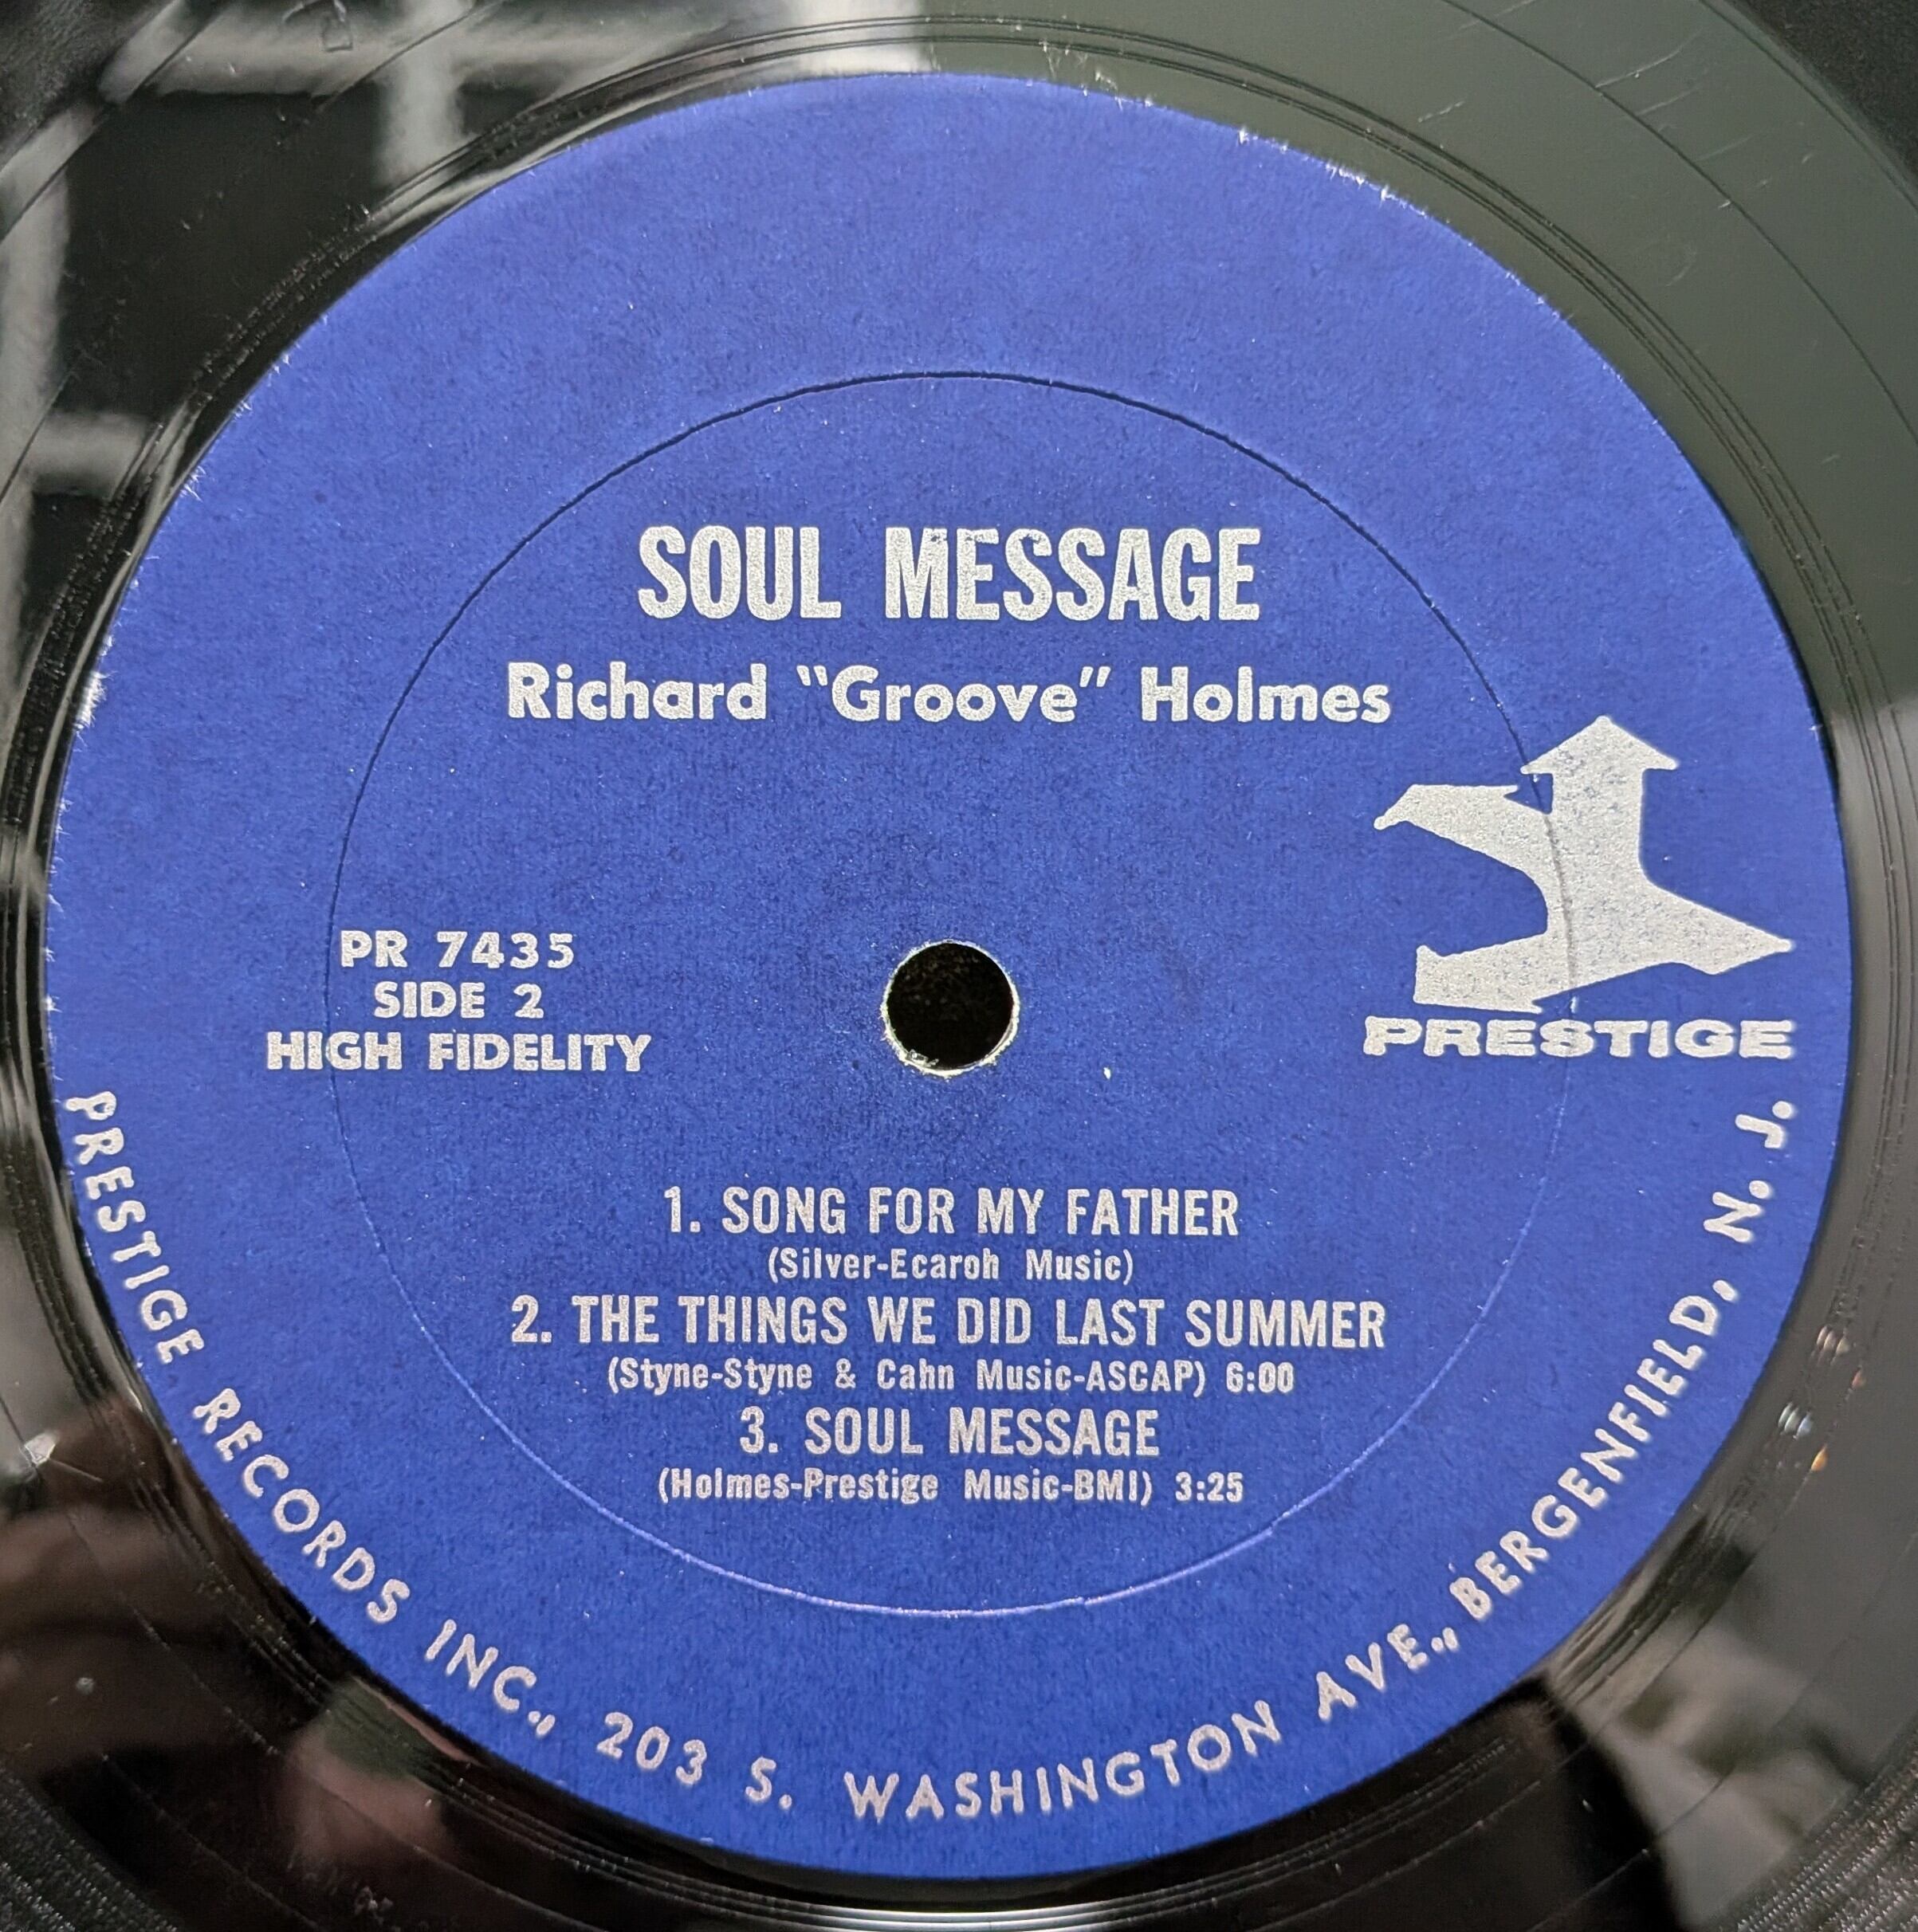 SOUL MESSAGE
Richard "Groove" Holmes
PRESTIGE
PR 7435
SIDE 2
HIGH FIDELITY
1. SONG FOR MY FATHER
(Silver-Ecaroh Music)
2. THE THINGS WE DID LAST SUMMER
(Styne-Styne & Cahn Music-ASCAP) 6:00
3. SOUL MESSAGE
(Holmes-Prestige Music-BMI) 3:25
PRESTIGE RECORDS INC., 203 S. WASHINGTON AVE., BERGENFIELD, N. J.